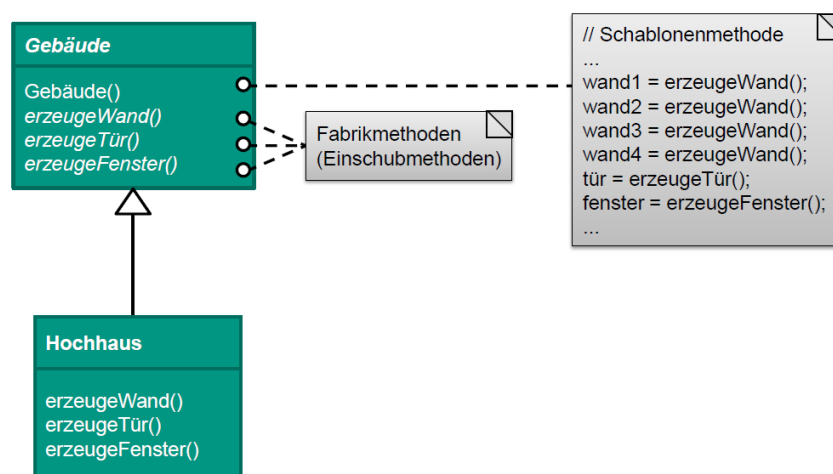 Gebäude
Gebäude()
erzeugeWand()
erzeugeTür()
erzeugeFenster()
Fabrikmethoden
(Einschubmethoden)
// Schablonenmethode
...
wand1 = erzeugeWand();
wand2 = erzeugeWand();
wand3 = erzeugeWand();
wand4 = erzeugeWand();
tür = erzeugeTür();
fenster = erzeugeFenster();
...
Hochhaus
erzeugeWand()
erzeugeTür()
erzeugeFenster()